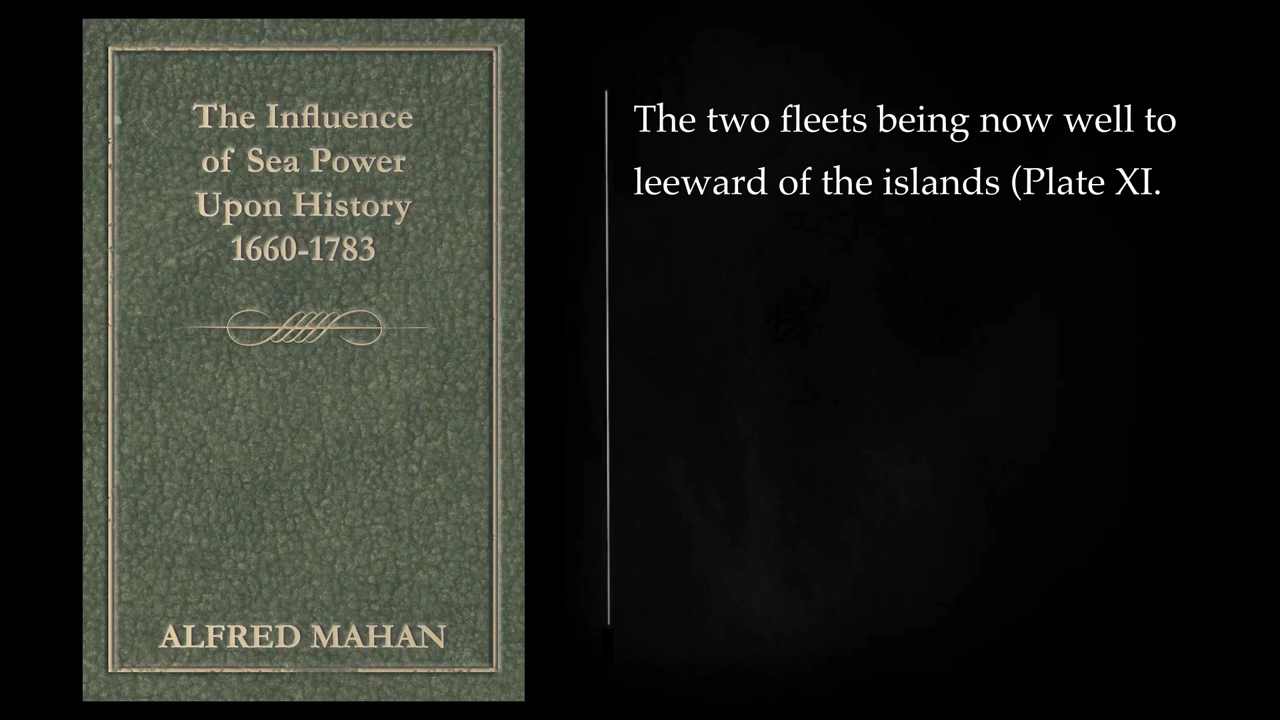 The Influence
of Sea Power
Upon History
1660-1783
ALFRED MAHAN
The two fleets being now well to
leeward of the islands (Plate XI.